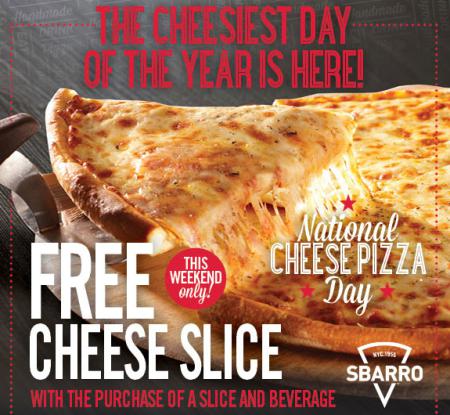 THE CHEESIEST DAY
OF THE YEAR IS HERE!
Handmade
National
CHEESE PIZZA
Day
THIS
WEEKEND
only!
FREE
CHEESE SLICE
WITH THE PURCHASE OF A SLICE AND BEVERAGE
NYC.1956
SBARRO